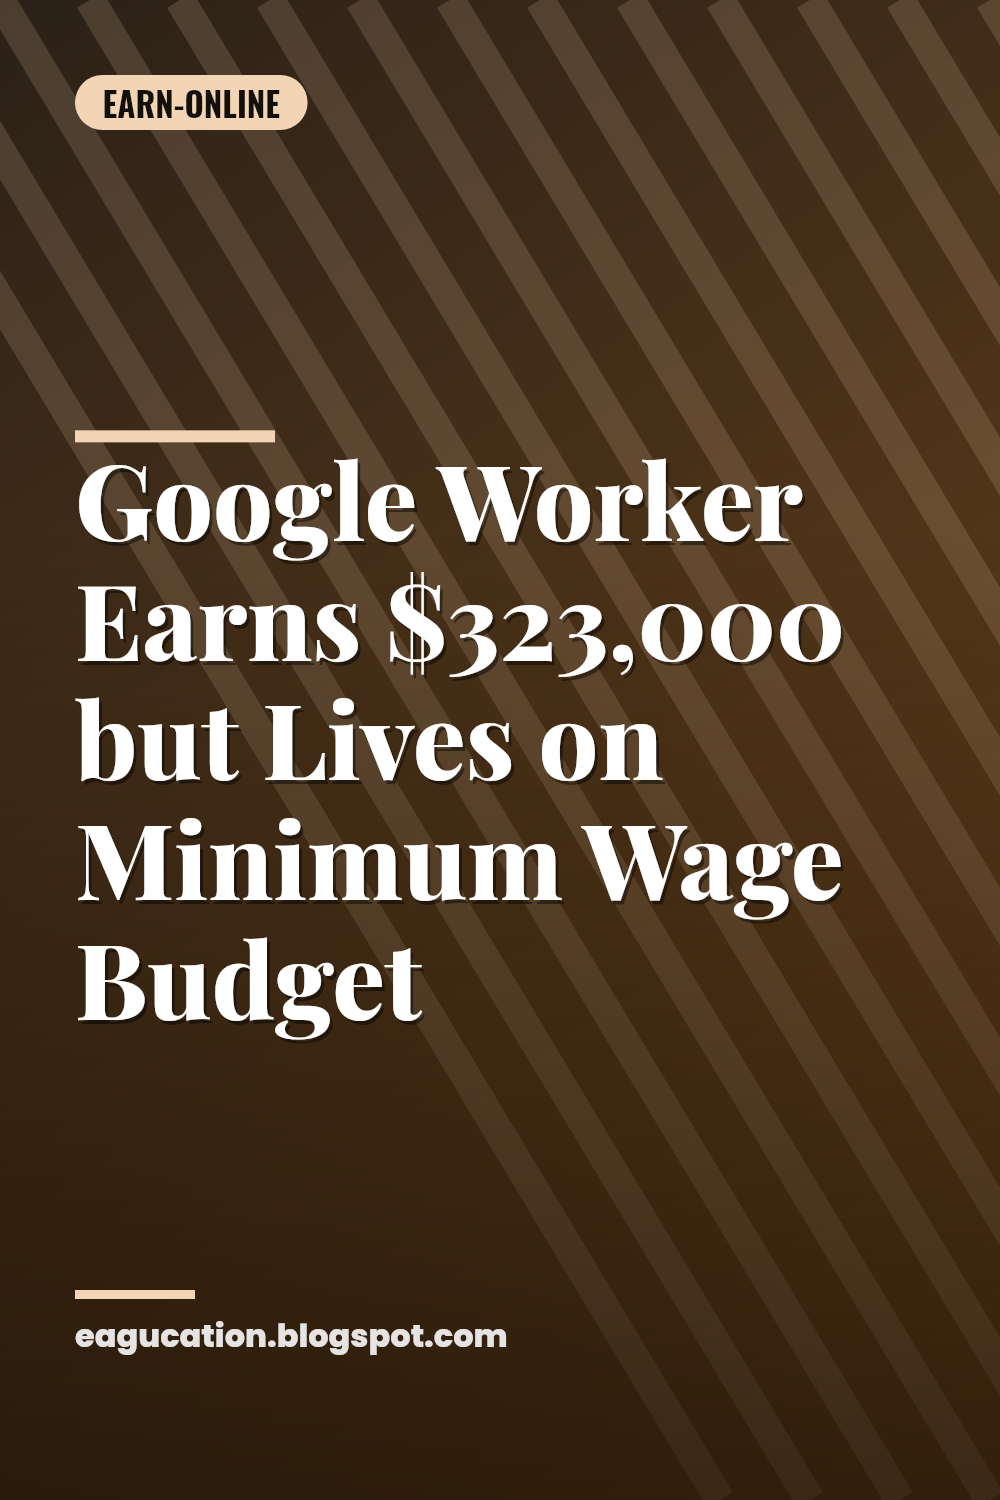 EARN-ONLINE
Google Worker
Earns $323,000
but Lives on
Minimum Wage
Budget
eagucation.blogspot.com